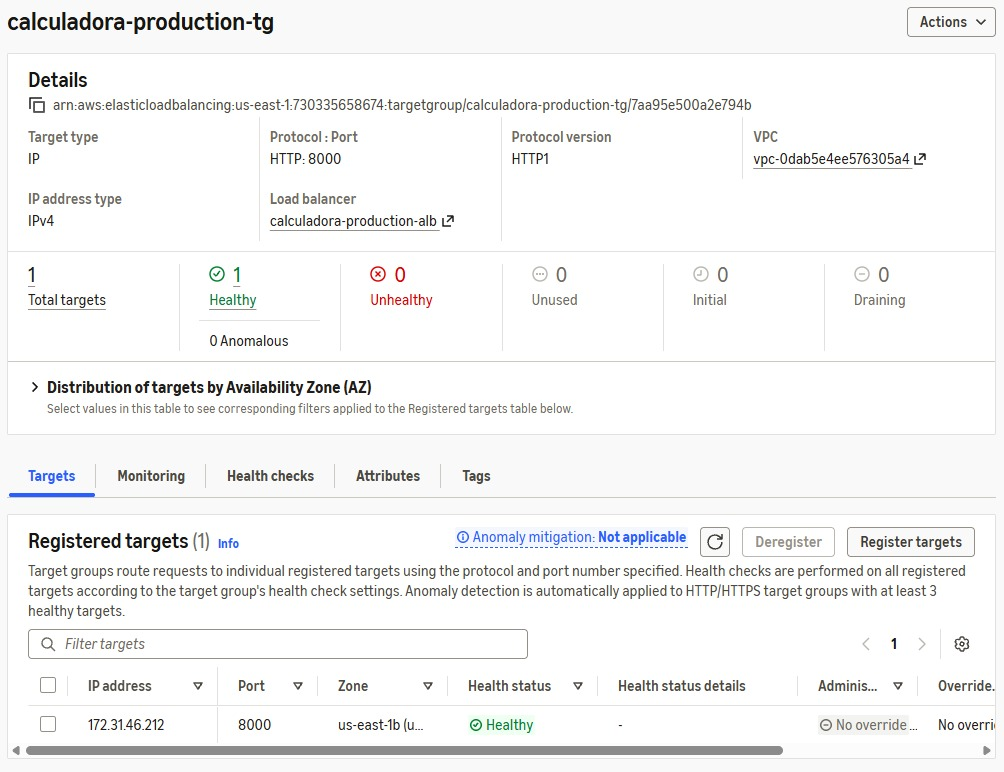 calculadora-production-tg
Actions
Details
arn:aws:elasticloadbalancing:us-east-1:730335658674:targetgroup/calculadora-production-tg/7aa95e500a2e794b
Target type
IP
Protocol : Port
HTTP: 8000
Protocol version
HTTP1
VPC
vpc-0dab5e4ee576305a4
IP address type
IPv4
Load balancer
calculadora-production-alb
1
Total targets
1
Healthy
0 Anomalous
0
Unhealthy
0
Unused
0
Initial
0
Draining
Distribution of targets by Availability Zone (AZ)
Select values in this table to see corresponding filters applied to the Registered targets table below.
Targets
Monitoring
Health checks
Attributes
Tags
Registered targets (1) Info
Anomaly mitigation: Not applicable
Deregister
Register targets
Target groups route requests to individual registered targets using the protocol and port number specified. Health checks are performed on all registered
targets according to the target group's health check settings. Anomaly detection is automatically applied to HTTP/HTTPS target groups with at least 3
healthy targets.
Filter targets
1
IP address
Port
Zone
Health status
Health status details
Adminis...
Override.
172.31.46.212
8000
us-east-1b (u...
Healthy
-
No override ...
No overri